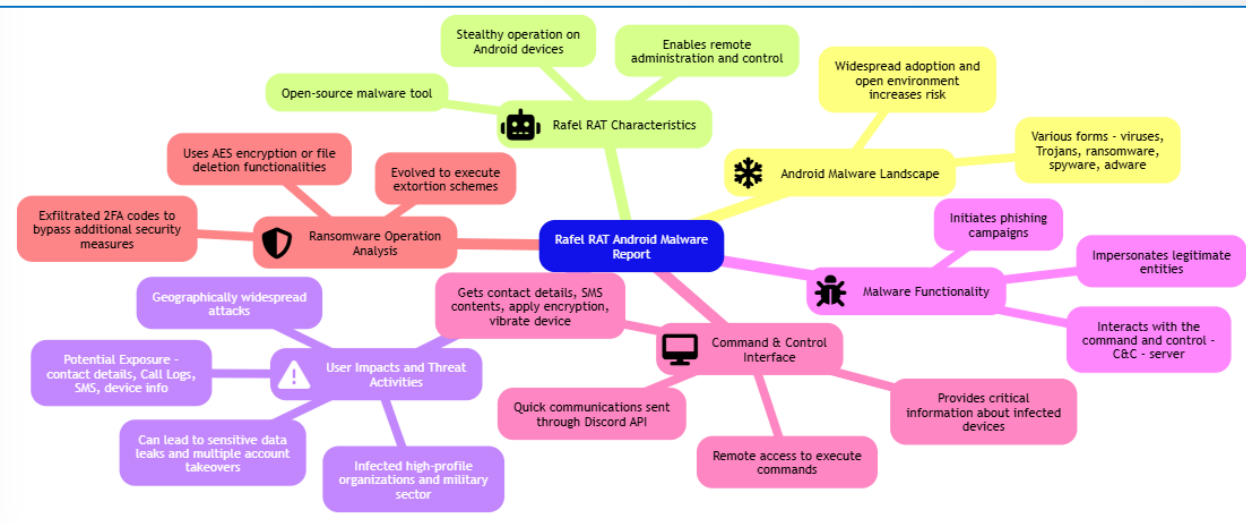 Stealthy operation on
Android devices
Enables remote
administration and control
Open-source malware tool
Rafel RAT Characteristics
Widespread adoption and
open environment
increases risk
Various forms - viruses,
Trojans, ransomware,
spyware, adware
Android Malware Landscape
Uses AES encryption or file
deletion functionalities
Evolved to execute
extortion schemes
Exfiltrated 2FA codes to
bypass additional security
measures
Ransomware Operation
Analysis
Rafel RAT Android Malware
Report
Initiates phishing
campaigns
Impersonates legitimate
entities
Malware Functionality
Interacts with the
command and control -
C&C - server
Geographically widespread
attacks
Potential Exposure -
contact details, Call Logs,
SMS, device info
User Impacts and Threat
Activities
Can lead to sensitive data
leaks and multiple account
takeovers
Infected high-profile
organizations and military
sector
Gets contact details, SMS
contents, apply encryption,
vibrate device
Command & Control
Interface
Quick communications sent
through Discord API
Remote access to execute
commands
Provides critical
information about infected
devices